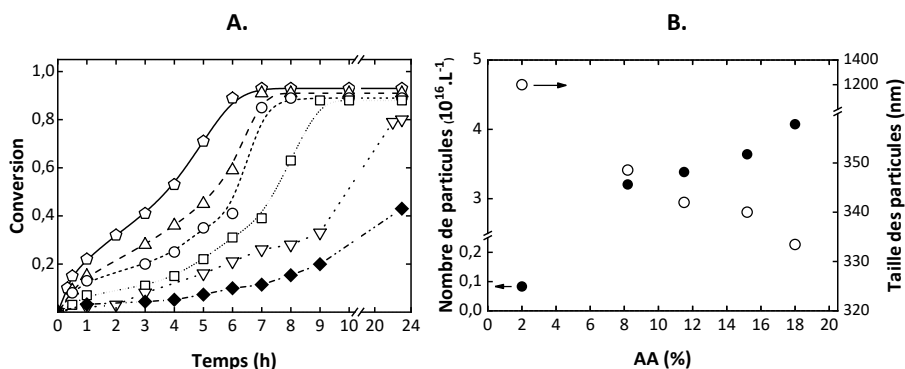 A.
B.
Conversion
1,0
0,8
0,6
0,4
0,2
0 1 2 3 4 5 6 7 8 9 10 20 24
Temps (h)
Nombre de particules (10¹⁶.L⁻¹)
5
4
3
0,1
0,0
0 2 4 6 8 10 12 14 16 18 20
AA (%)
1400
1200
350
340
330
320
Taille des particules (nm)